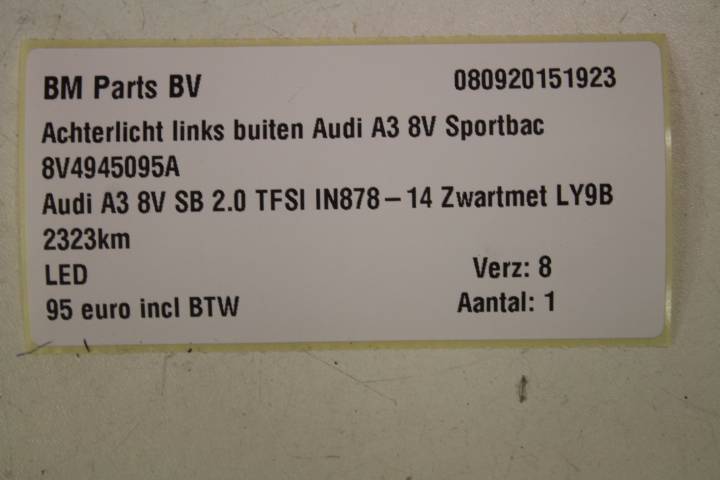 BM Parts BV 080920151923
Achterlicht links buiten Audi A3 8V Sportbac
8V4945095A
Audi A3 8V SB 2.0 TFSI IN878-14 Zwartmet LY9B
2323km
LED Verz: 8
95 euro incl BTW Aantal: 1